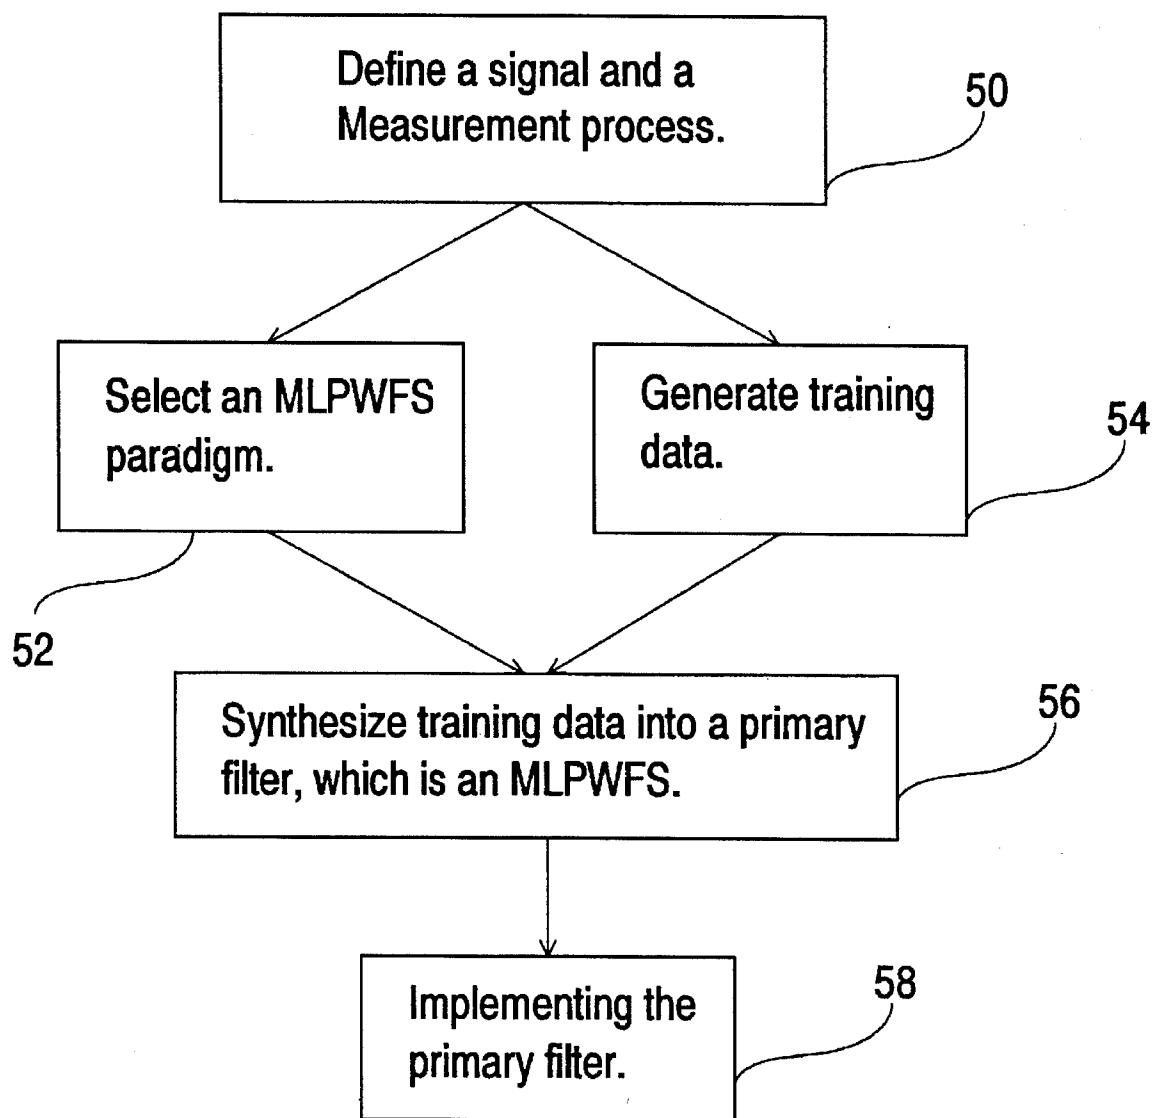 Define a signal and a
Measurement process.
50
Select an MLPWFS
paradigm.
52
Generate training
data.
54
Synthesize training data into a primary
filter, which is an MLPWFS.
56
Implementing the
primary filter.
58